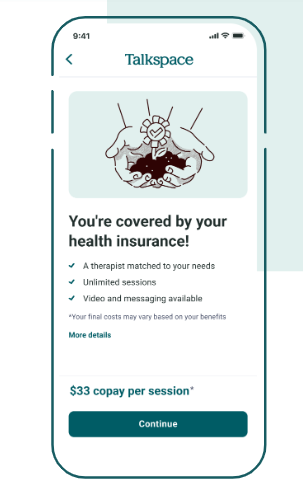 9:41
Talkspace
You're covered by your
health insurance!
A therapist matched to your needs
Unlimited sessions
Video and messaging available
*Your final costs may vary based on your benefits
More details
$33 copay per session*
Continue